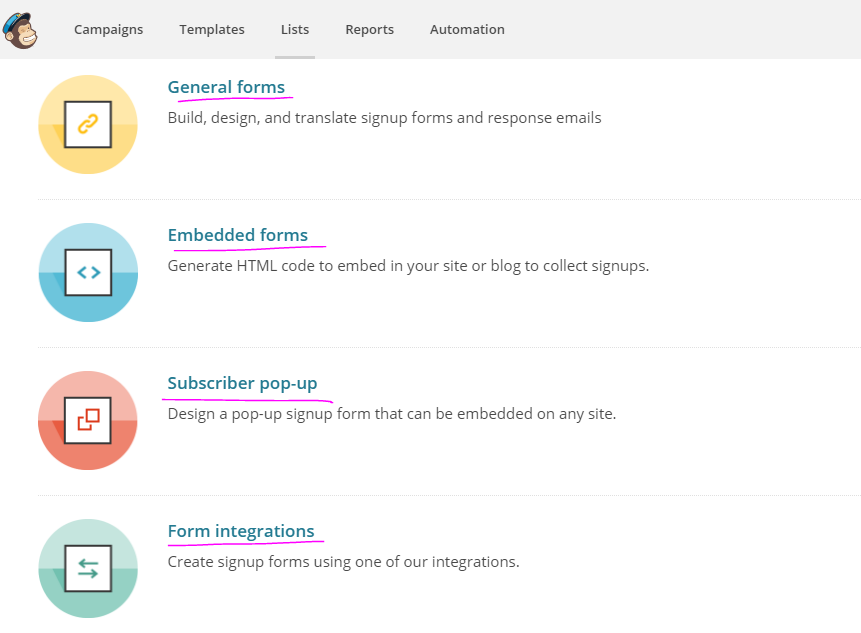 Campaigns Templates Lists Reports Automation
General forms
Build, design, and translate signup forms and response emails
Embedded forms
Generate HTML code to embed in your site or blog to collect signups.
Subscriber pop-up
Design a pop-up signup form that can be embedded on any site.
Form integrations
Create signup forms using one of our integrations.